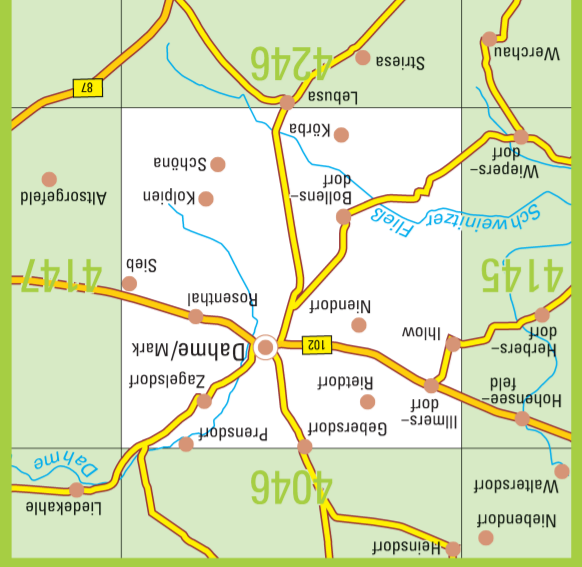 Heinsdorf
Niebendorf
Liedekahle
Waltersdorf
4046
Dahme
Prensdorf
Gebersdorf
Illmers-
dorf
Hohensee-
feld
Rietdorf
Zagelsdorf
Herbers-
dorf
Ihlow
102
Dahme/Mark
Niendorf
Rosenthal
4145
Sieb
4147
Schweinitzer Fließ
Bollens-
dorf
Kolpien
Altsorgefeld
Wiepers-
dorf
Schöna
Körba
Lebusa
4246
Striesa
Werchau
87